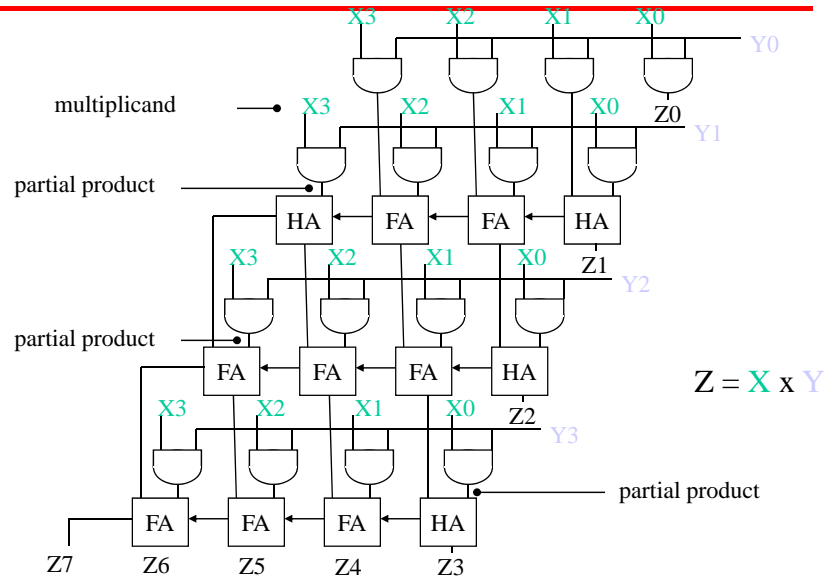 X3 X2 X1 X0
Y0
multiplicand
X3 X2 X1 X0
Z0
Y1
partial product
HA FA FA HA
X3 X2 X1 X0
Z1
Y2
partial product
FA FA FA HA
Z = X x Y
X3 X2 X1 X0
Z2
Y3
partial product
FA FA FA HA
Z7 Z6 Z5 Z4 Z3